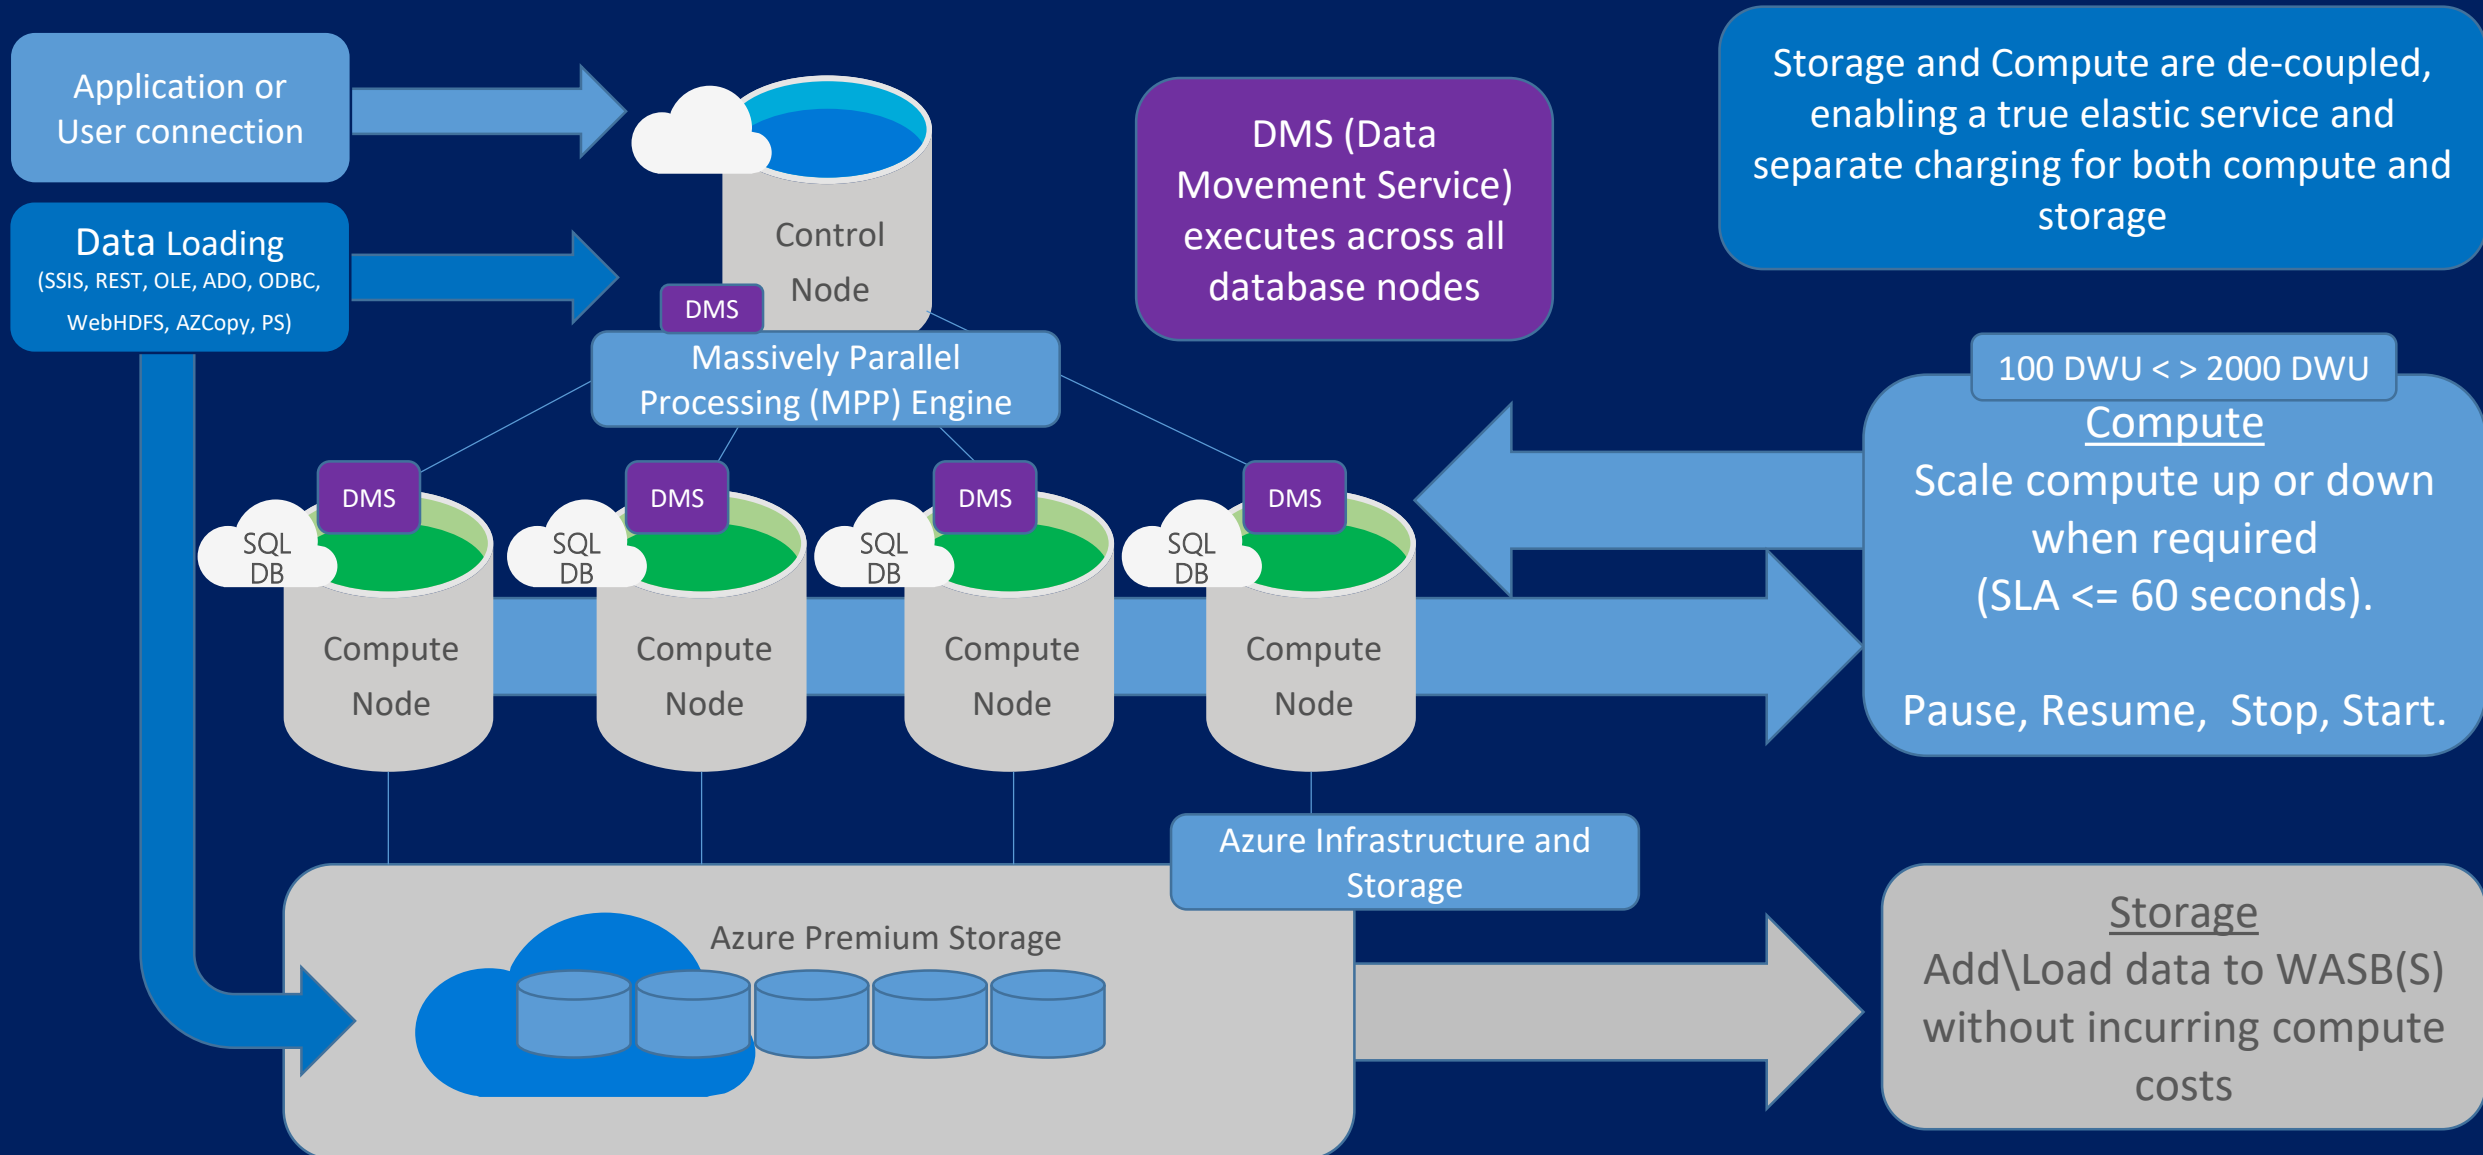 Application or
User connection
Data Loading
(SSIS, REST, OLE, ADO, ODBC,
WebHDFS, AZCopy, PS)
Control
Node
DMS
Massively Parallel
Processing (MPP) Engine
DMS (Data
Movement Service)
executes across all
database nodes
Storage and Compute are de-coupled,
enabling a true elastic service and
separate charging for both compute and
storage
100 DWU < > 2000 DWU
Compute
Scale compute up or down
when required
(SLA <= 60 seconds).
Pause, Resume,  Stop, Start.
DMS
SQL
DB
Compute
Node
DMS
SQL
DB
Compute
Node
DMS
SQL
DB
Compute
Node
DMS
SQL
DB
Compute
Node
Azure Infrastructure and
Storage
Azure Premium Storage
Storage
Add\Load data to WASB(S)
without incurring compute
costs